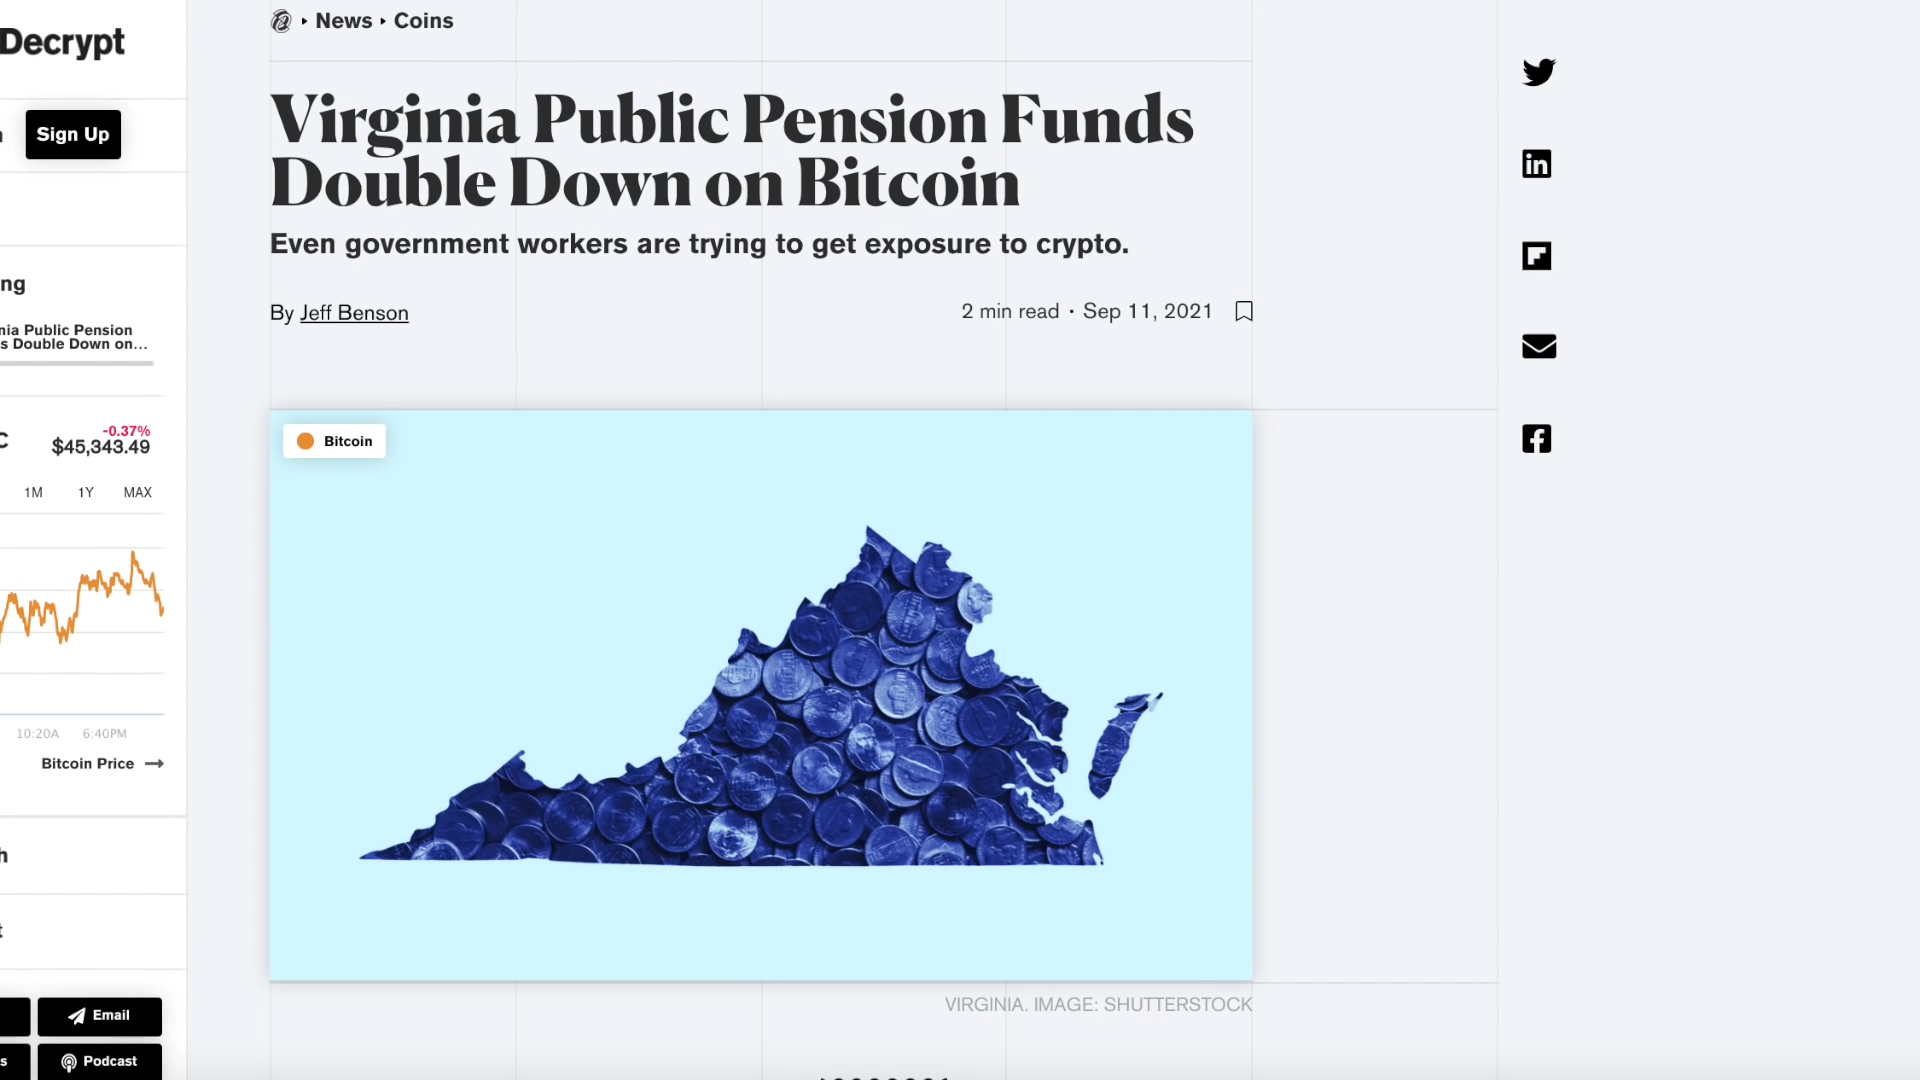 Decrypt
Sign Up
ng
nia Public Pension
s Double Down on...
-0.37%
$45,343.49
1M 1Y MAX
10:20A 6:40PM
Bitcoin Price →
Email
Podcast
News ‣ Coins
Virginia Public Pension Funds
Double Down on Bitcoin
Even government workers are trying to get exposure to crypto.
By Jeff Benson
2 min read • Sep 11, 2021
Bitcoin
VIRGINIA. IMAGE: SHUTTERSTOCK